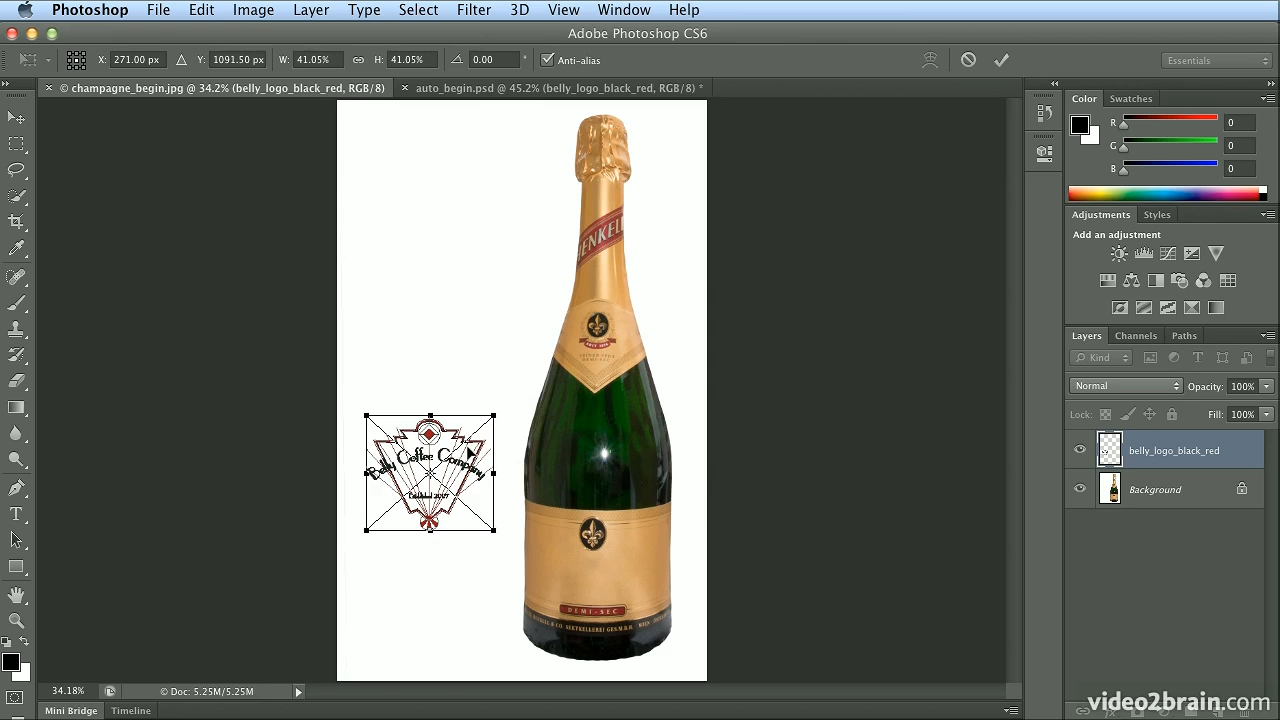 Photoshop File Edit Image Layer Type Select Filter 3D View Window Help
Adobe Photoshop CS6
X: 271.00 px Y: 1091.50 px W: 41.05% H: 41.05% 0.00 ° Anti-alias Essentials
© champagne_begin.jpg @ 34.2% (belly_logo_black_red, RGB/8) auto_begin.psd @ 45.2% (belly_logo_black_red, RGB/8) *
Color Swatches
R 0
G 0
B 0
Adjustments Styles
Add an adjustment
Layers Channels Paths
Kind
Normal Opacity: 100%
Lock: Fill: 100%
belly_logo_black_red
Background
Belly Coffee Company
DEMI-SEC
34.18% © Doc: 5.25M/5.25M
Mini Bridge Timeline
video2brain.com